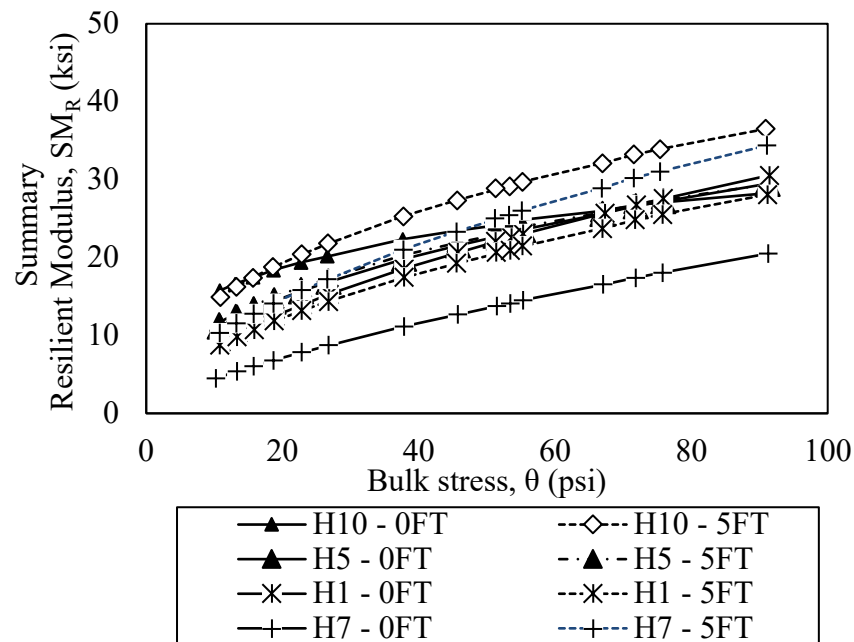 50
40
30
20
10
0
Summary
Resilient Modulus, SM_R (ksi)
0 20 40 60 80 100
Bulk stress, θ (psi)
H10 - 0FT H10 - 5FT
H5 - 0FT H5 - 5FT
H1 - 0FT H1 - 5FT
H7 - 0FT H7 - 5FT